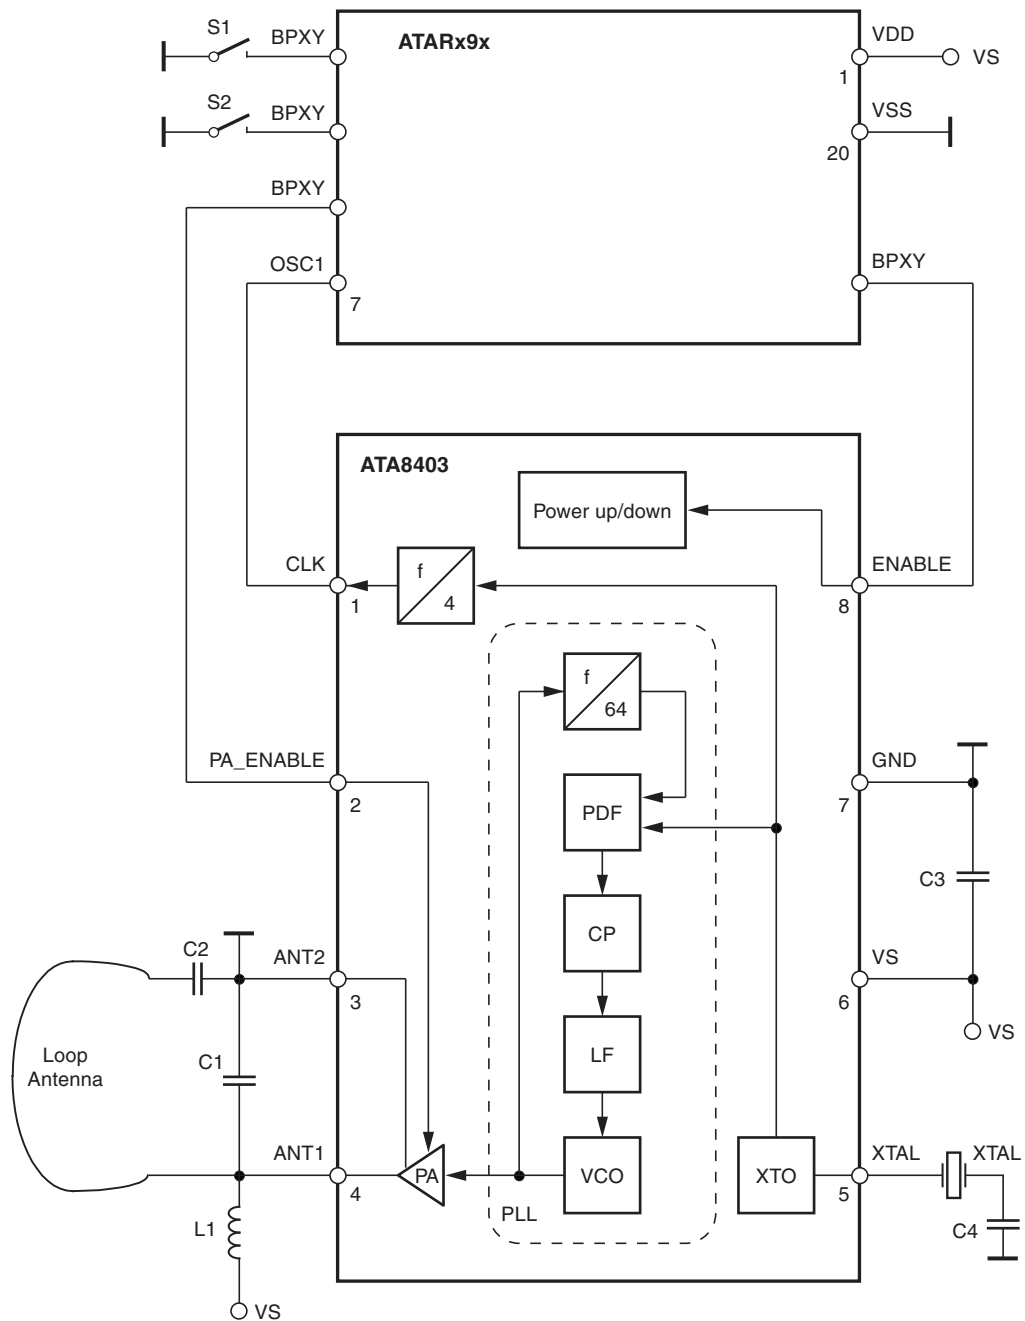 S1
BPXY
ATARx9x
VDD
1
VS
S2
BPXY
VSS
20
BPXY
OSC1
7
BPXY
ATA8403
Power up/down
CLK
1
f
4
ENABLE
8
f
64
PA_ENABLE
2
GND
7
PDF
C3
CP
C2
ANT2
3
VS
6
VS
Loop
Antenna
C1
LF
ANT1
4
PA
VCO
XTO
XTAL
5
XTAL
PLL
L1
C4
VS